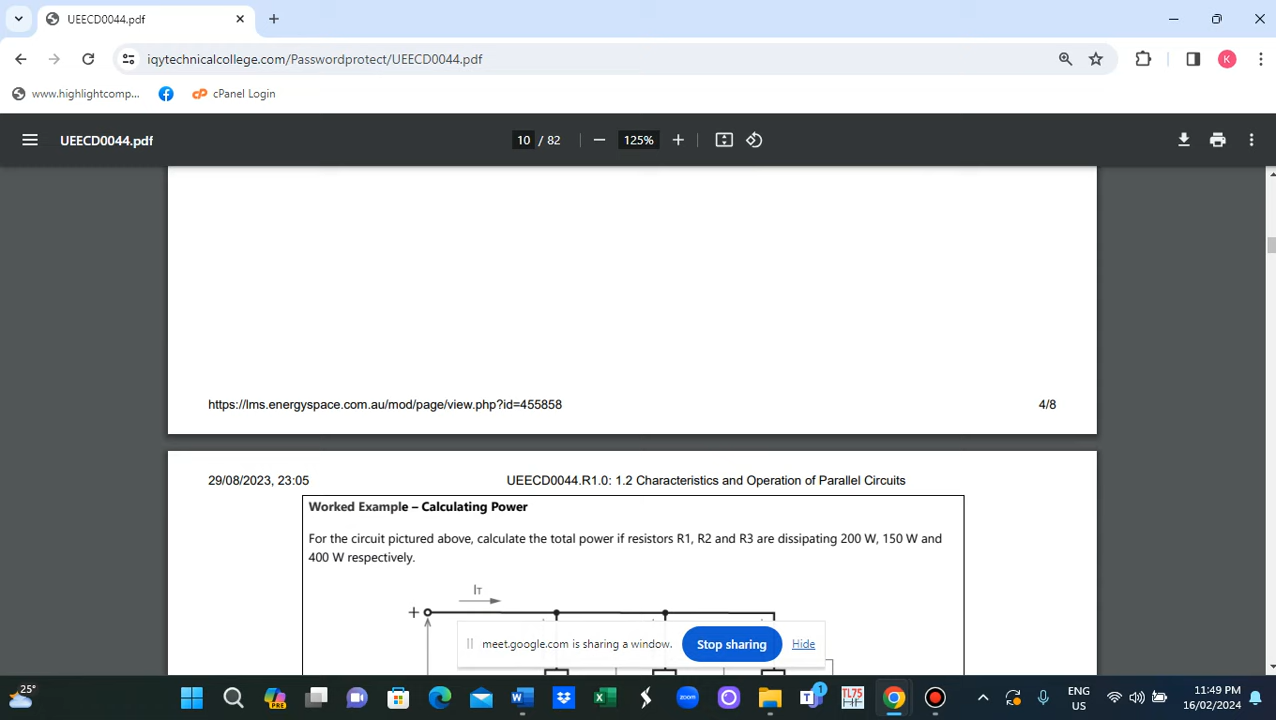 UEECD0044.pdf
iqytechnicalcollege.com/Passwordprotect/UEECD0044.pdf
K
www.highlightcomp...
cPanel Login
UEECD0044.pdf
10 / 82
125%
https://lms.energyspace.com.au/mod/page/view.php?id=455858
4/8
29/08/2023, 23:05
UEECD0044.R1.0: 1.2 Characteristics and Operation of Parallel Circuits
Worked Example – Calculating Power
For the circuit pictured above, calculate the total power if resistors R1, R2 and R3 are dissipating 200 W, 150 W and
400 W respectively.
IT
+
meet.google.com is sharing a window.
Stop sharing
Hide
25°
PRE
zoom
1
TL75
ENG
US
11:49 PM
16/02/2024